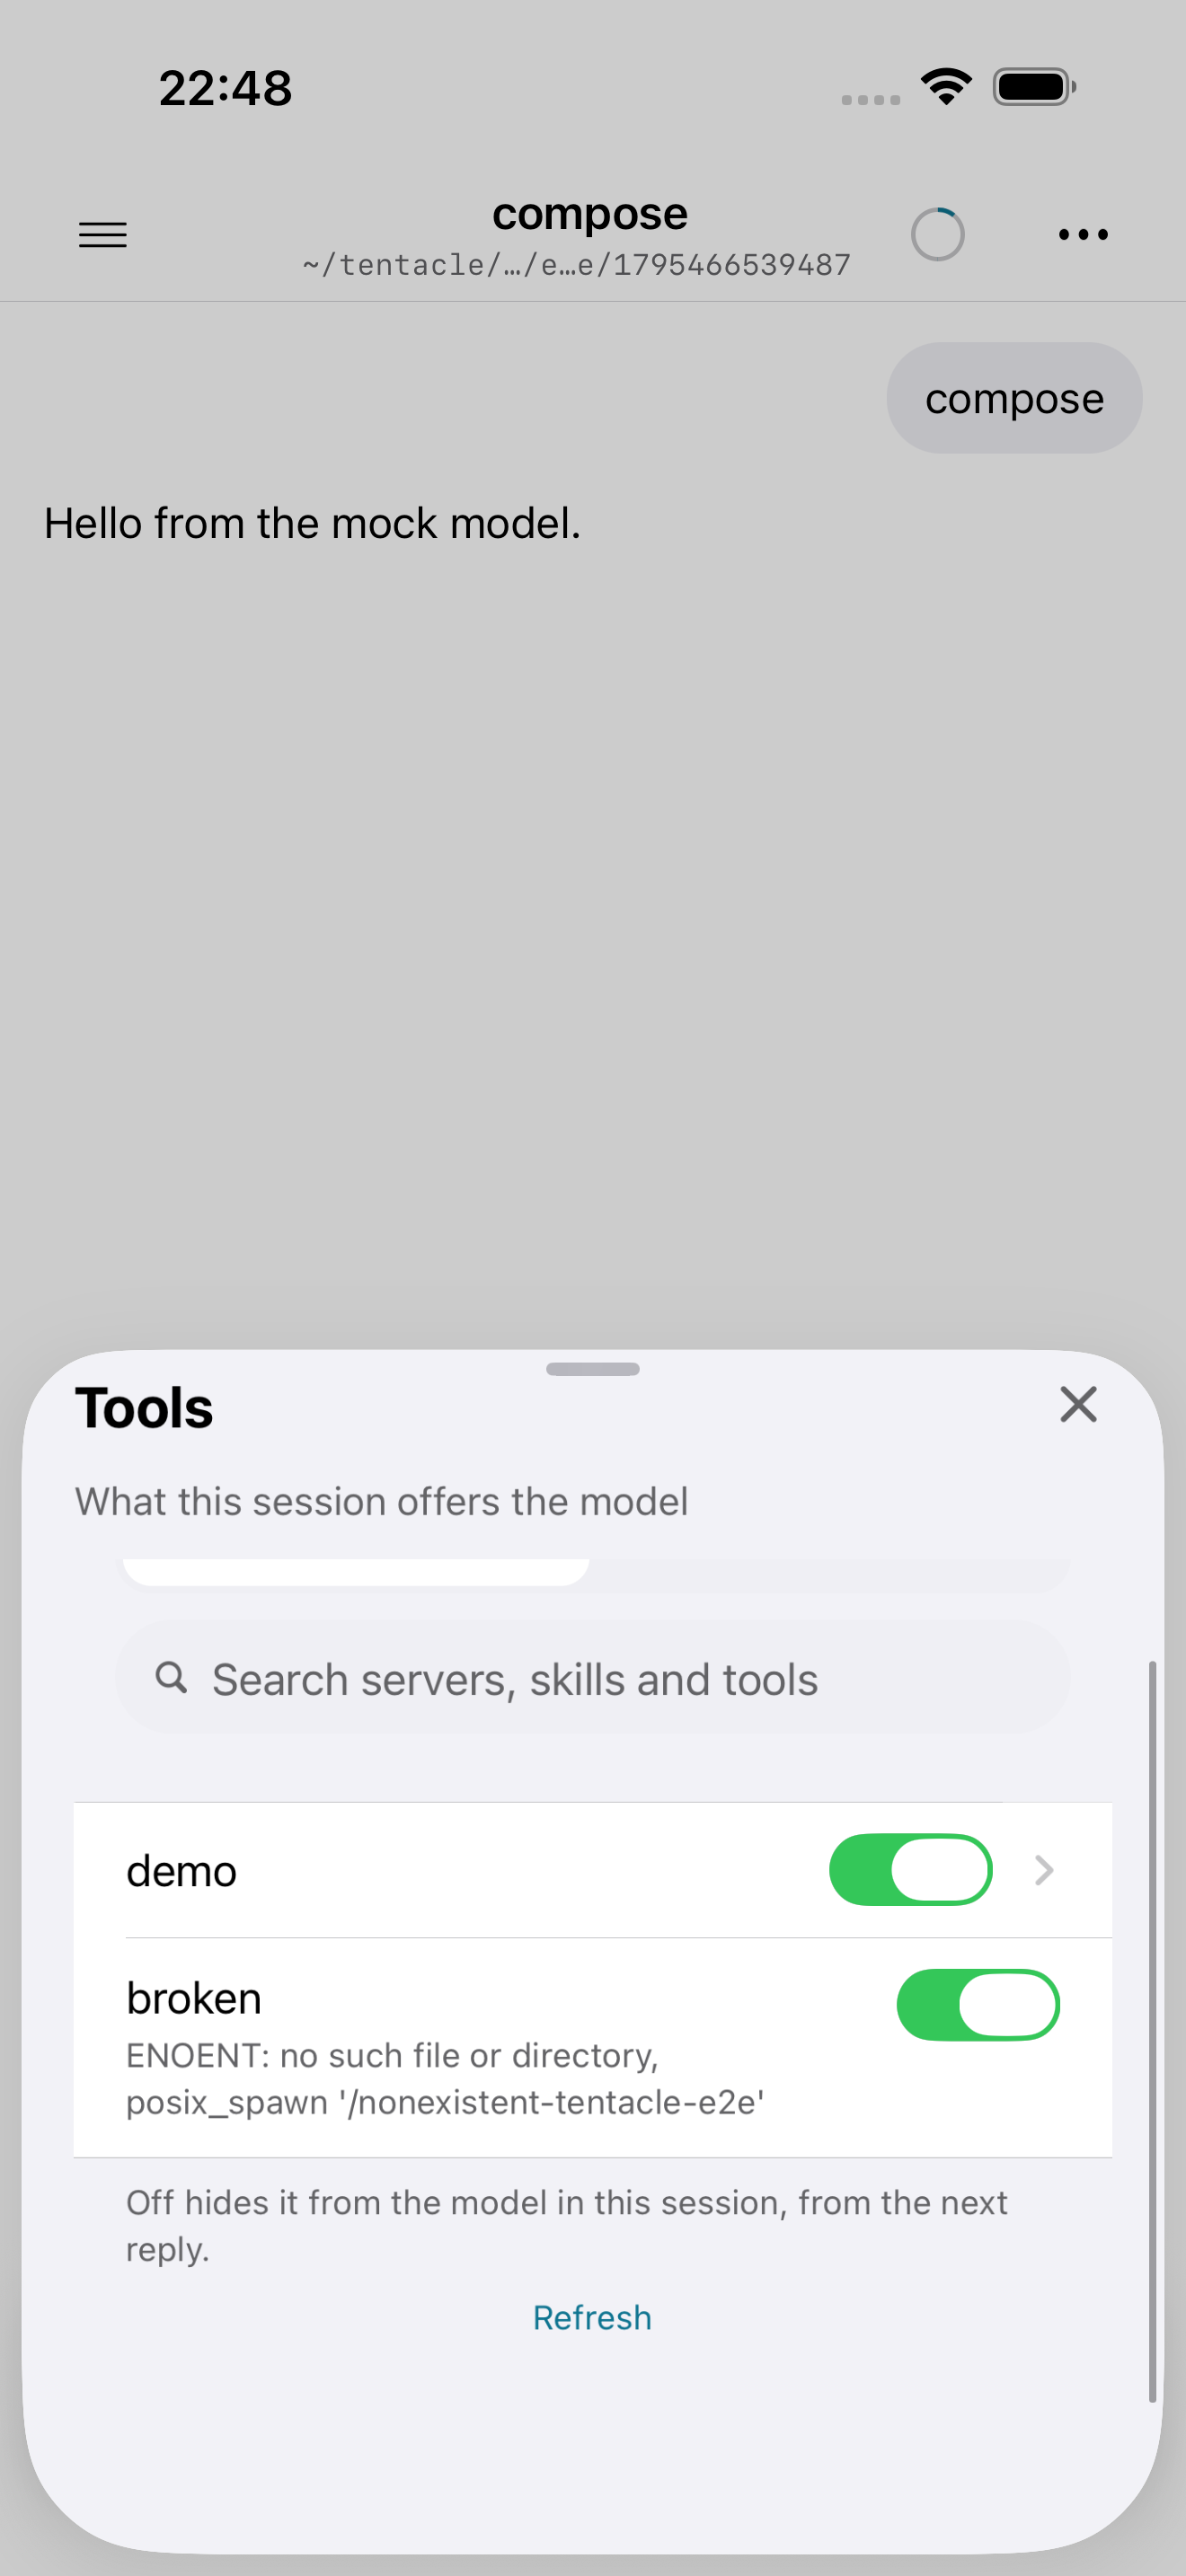 22:48
compose
~/tentacle/…/e…e/1795466539487
compose
Hello from the mock model.
Tools
What this session offers the model
Search servers, skills and tools
demo
broken
ENOENT: no such file or directory,
posix_spawn '/nonexistent-tentacle-e2e'
Off hides it from the model in this session, from the next
reply.
Refresh